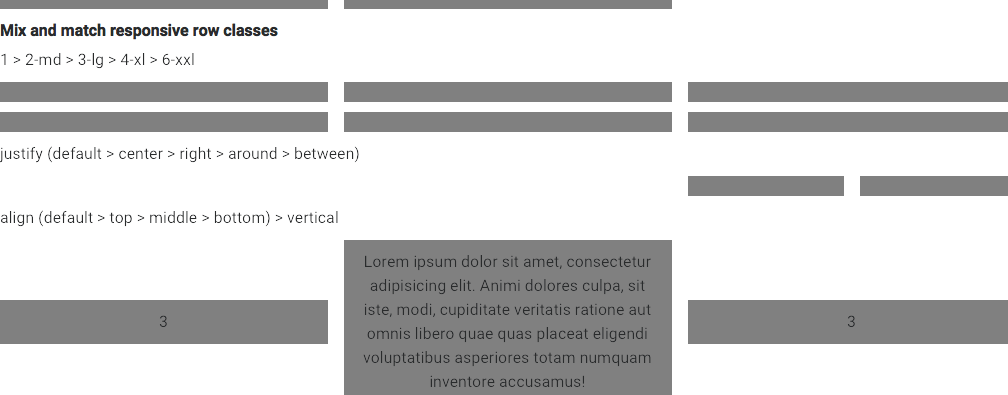 Mix and match responsive row classes
1 > 2-md > 3-lg > 4-xl > 6-xxl
justify (default > center > right > around > between)
align (default > top > middle > bottom) > vertical
3
Lorem ipsum dolor sit amet, consectetur
adipisicing elit. Animi dolores culpa, sit
iste, modi, cupiditate veritatis ratione aut
omnis libero quae quas placeat eligendi
voluptatibus asperiores totam numquam
inventore accusamus!
3